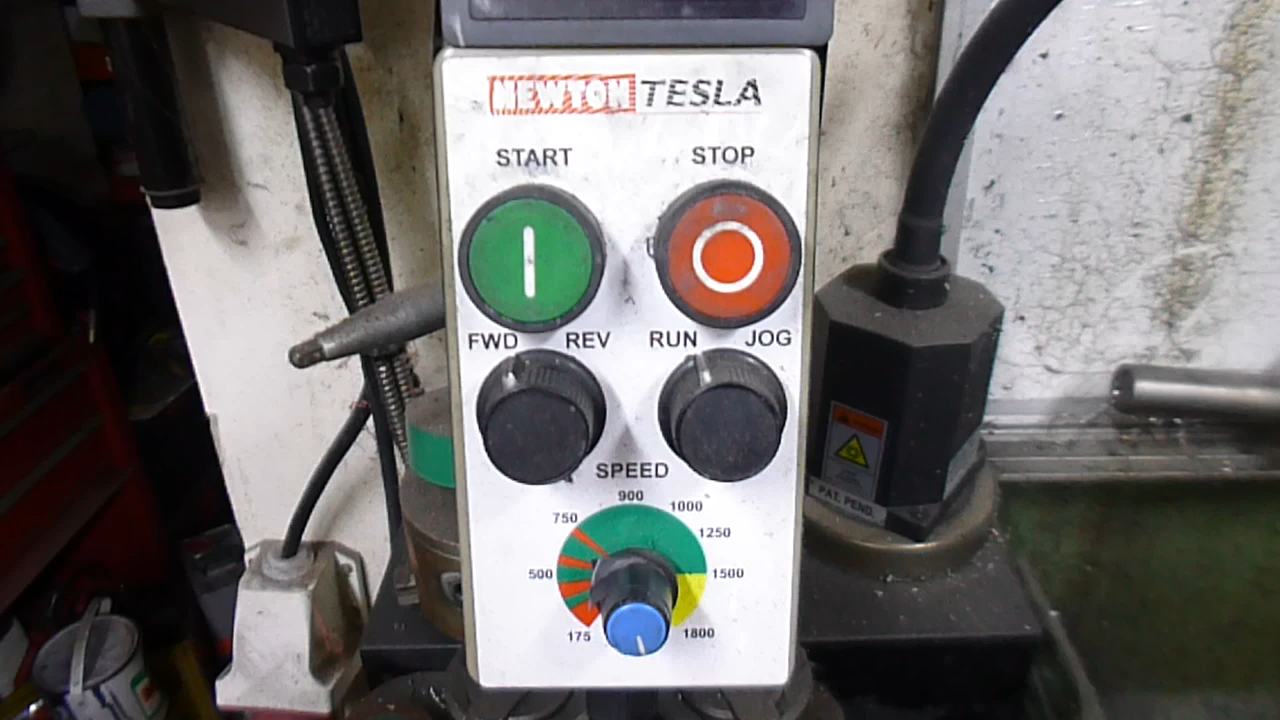 NEWTON TESLA
START STOP
FWD REV RUN JOG
SPEED
900
750 1000
1250
500 1500
175 1800
PAT. PEND.